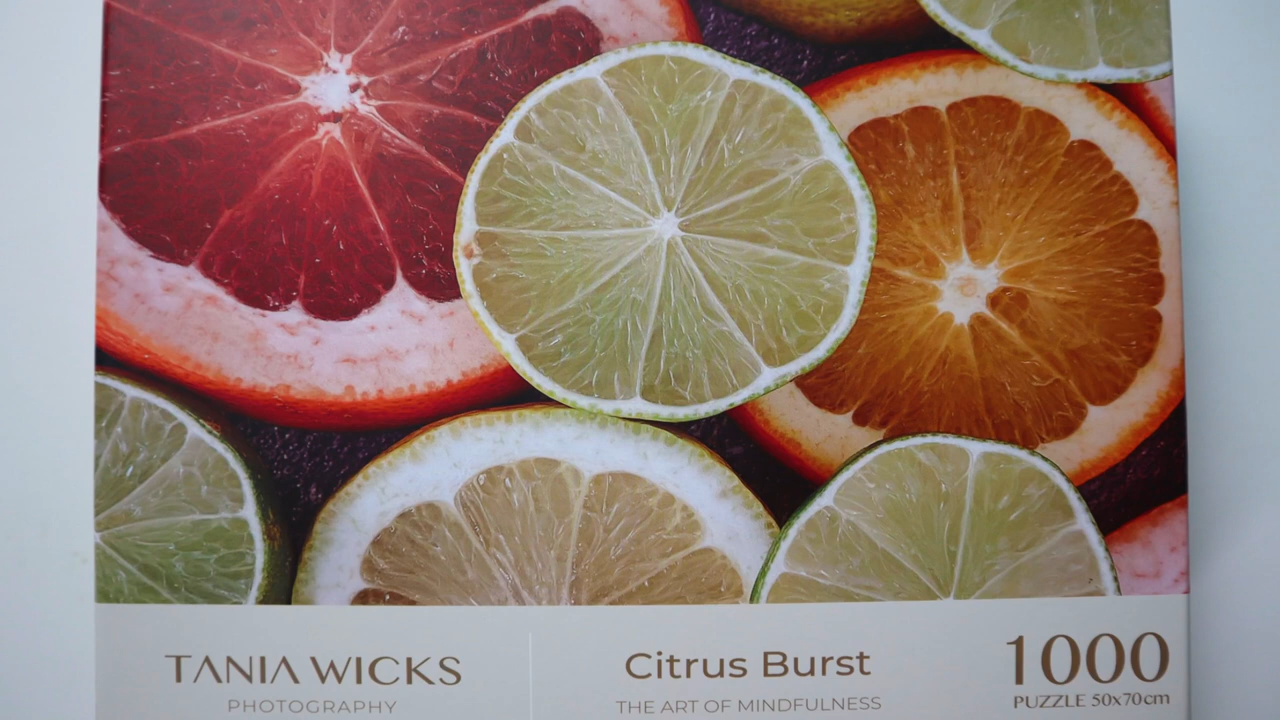 TANIA WICKS
PHOTOGRAPHY
Citrus Burst
THE ART OF MINDFULNESS
1000
PUZZLE 50x70cm